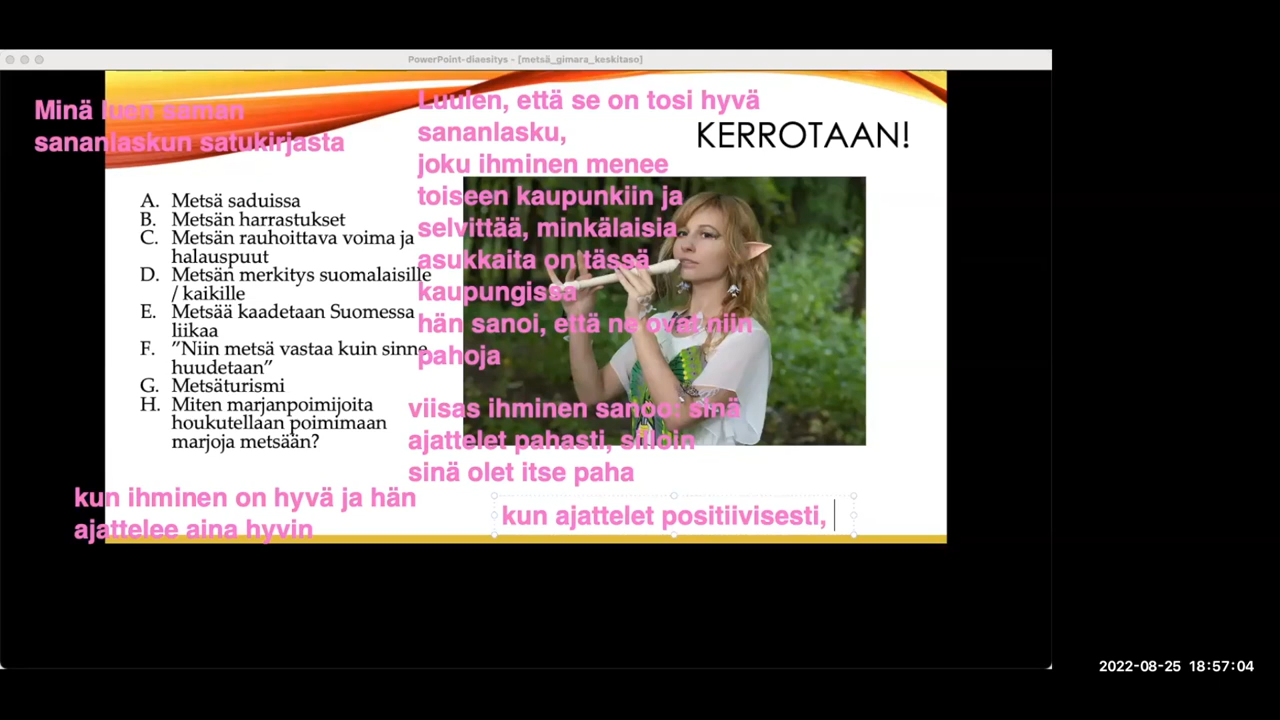 PowerPoint-diaesitys - [metsä_gimara_keskitaso]
Minä luen saman
sananlaskun satukirjasta
KERROTAAN!
A. Metsä saduissa
B. Metsän harrastukset
C. Metsän rauhoittava voima ja
halauspuut
D. Metsän merkitys suomalaisille
/ kaikille
E. Metsää kaadetaan Suomessa
liikaa
F. ”Niin metsä vastaa kuin sinne
huudetaan”
G. Metsäturismi
H. Miten marjanpoimijoita
houkutellaan poimimaan
marjoja metsään?
Luulen, että se on tosi hyvä
sananlasku,
joku ihminen menee
toiseen kaupunkiin ja
selvittää, minkälaisia
asukkaita on tässä
kaupungissa
hän sanoi, että ne ovat niin
pahoja
viisas ihminen sanoo: sinä
ajattelet pahasti, silloin
sinä olet itse paha
kun ihminen on hyvä ja hän
ajattelee aina hyvin
kun ajattelet positiivisesti,
2022-08-25 18:57:04